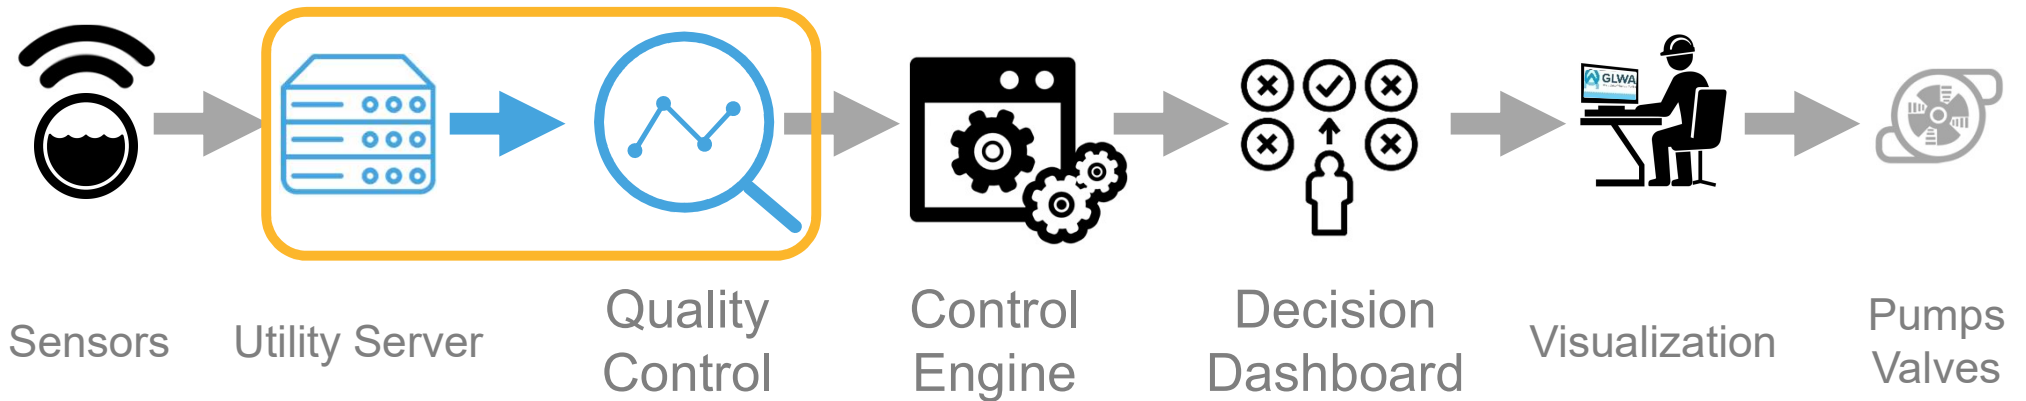 GLWA
Sensors
Utility Server
Quality
Control
Control
Engine
Decision
Dashboard
Visualization
Pumps
Valves